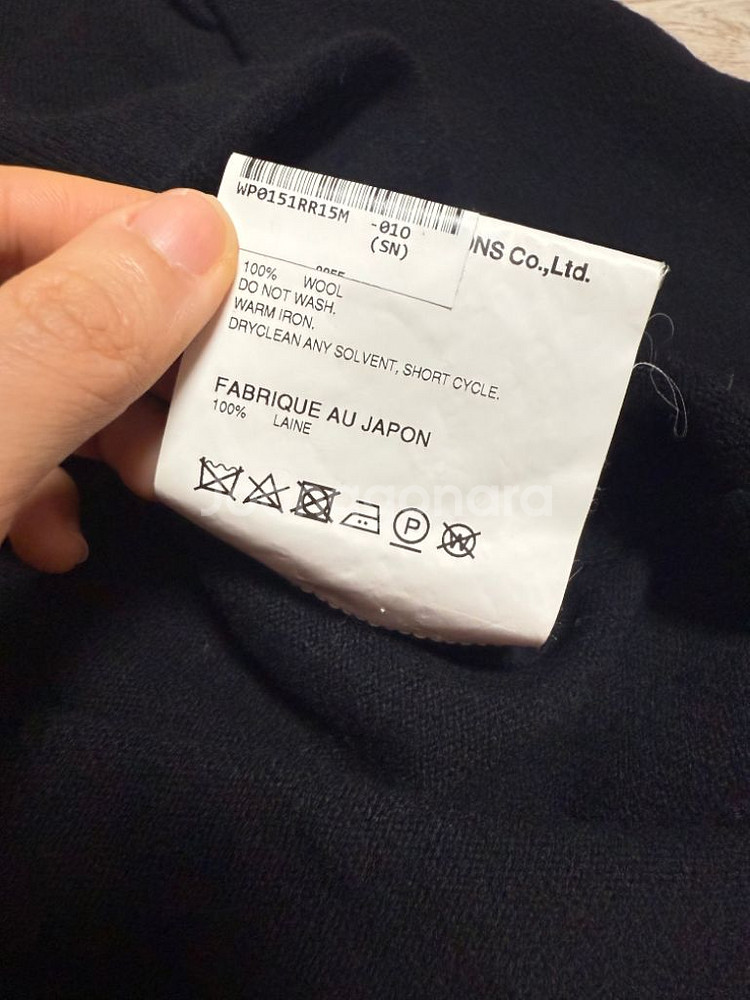 WP0151RR15M -010
(SN)
NS Co.,Ltd.
100% WOOL
DO NOT WASH.
WARM IRON.
DRYCLEAN ANY SOLVENT, SHORT CYCLE.
FABRIQUE AU JAPON
100% LAINE
P
W